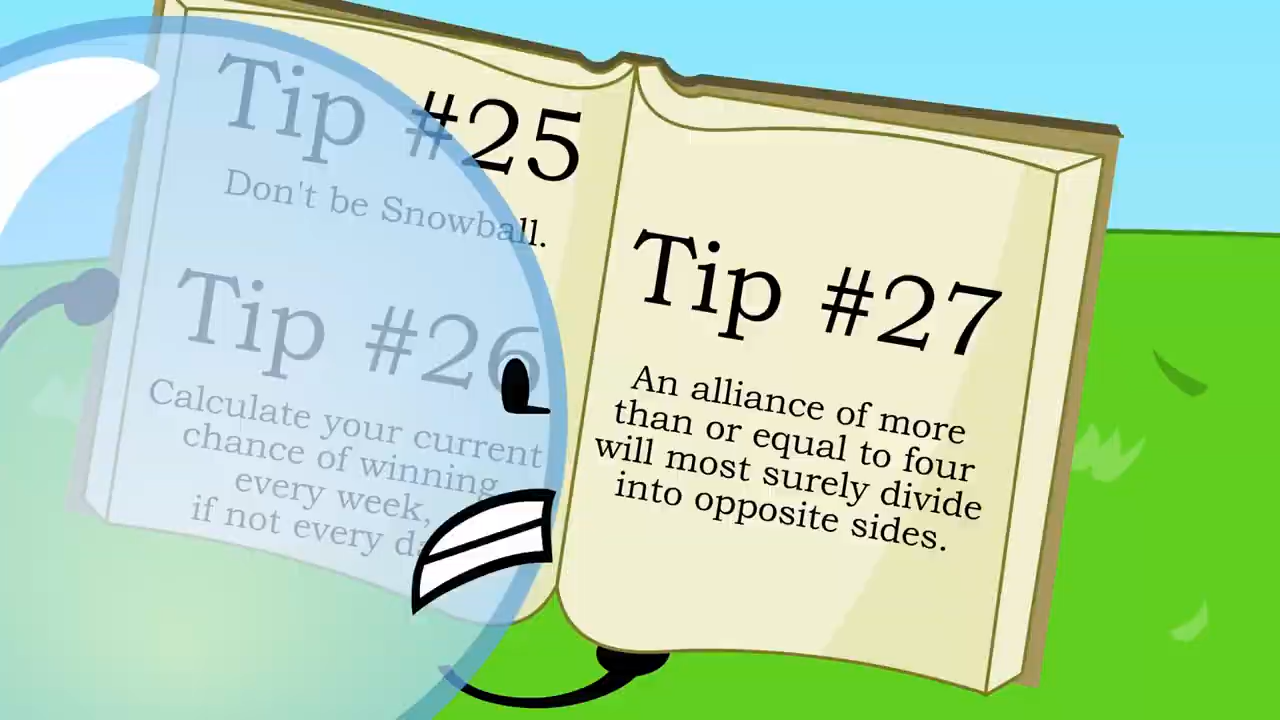 Tip #25
Don't be Snowball.
Tip #26
Calculate your current
chance of winning
every week,
if not every
Tip #27
An alliance of more
than or equal to four
will most surely divide
into opposite sides.